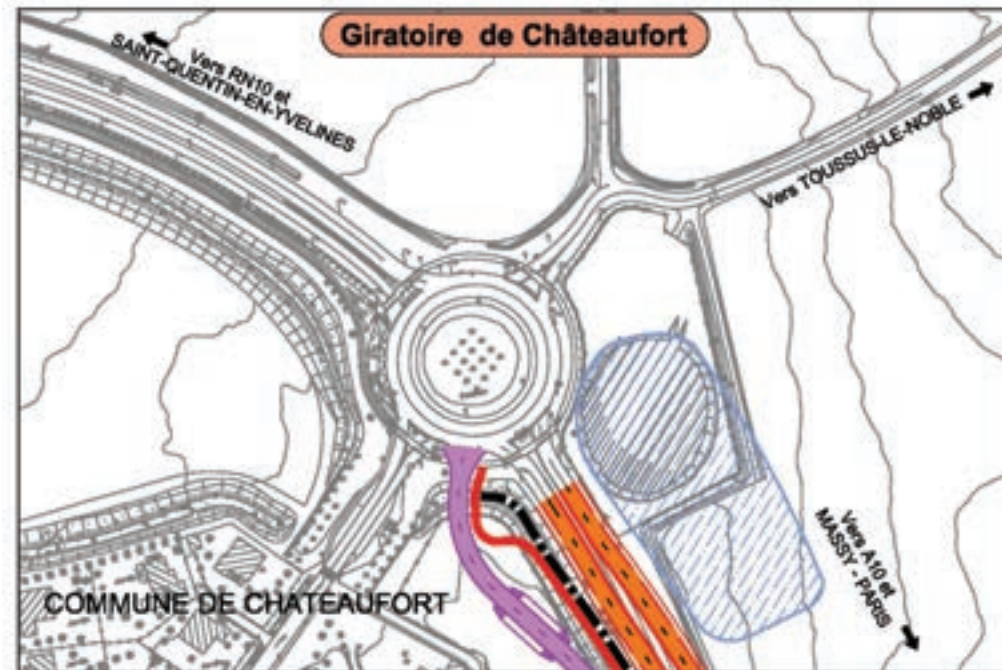 Giratoire de Châteaufort
Vers RN10 et
SAINT-QUENTIN-EN-YVELINES
Vers TOUSSUS-LE-NOBLE
Vers A10 et
MASSY - PARIS
COMMUNE DE CHATEAUFORT